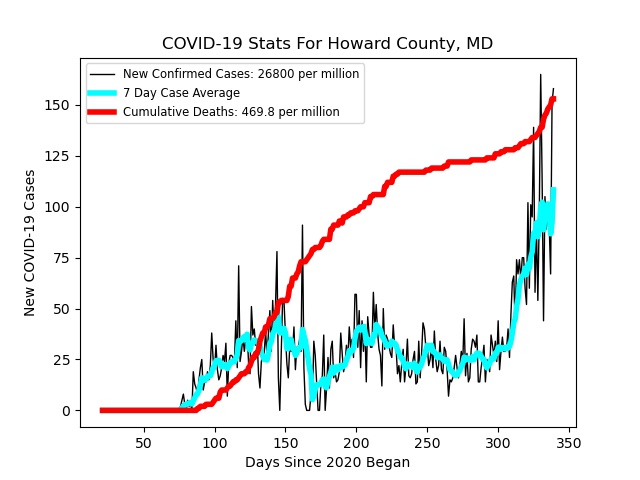 COVID-19 Stats For Howard County, MD
New Confirmed Cases: 26800 per million
7 Day Case Average
Cumulative Deaths: 469.8 per million
New COVID-19 Cases
150
125
100
75
50
25
0
50 100 150 200 250 300 350
Days Since 2020 Began